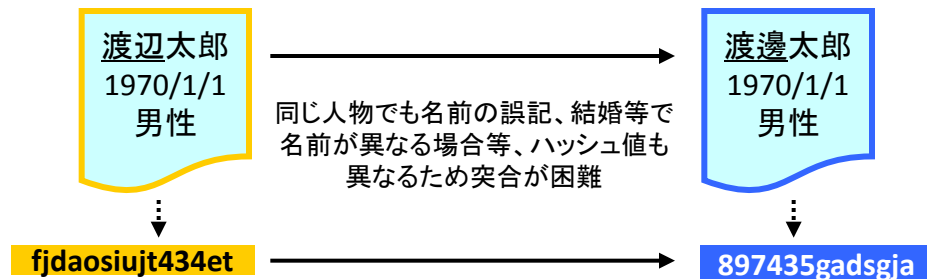 渡辺太郎
1970/1/1
男性
同じ人物でも名前の誤記、結婚等で
名前が異なる場合等、ハッシュ値も
異なるため突合が困難
渡邊太郎
1970/1/1
男性
fjdaosiujt434et
897435gadsgja